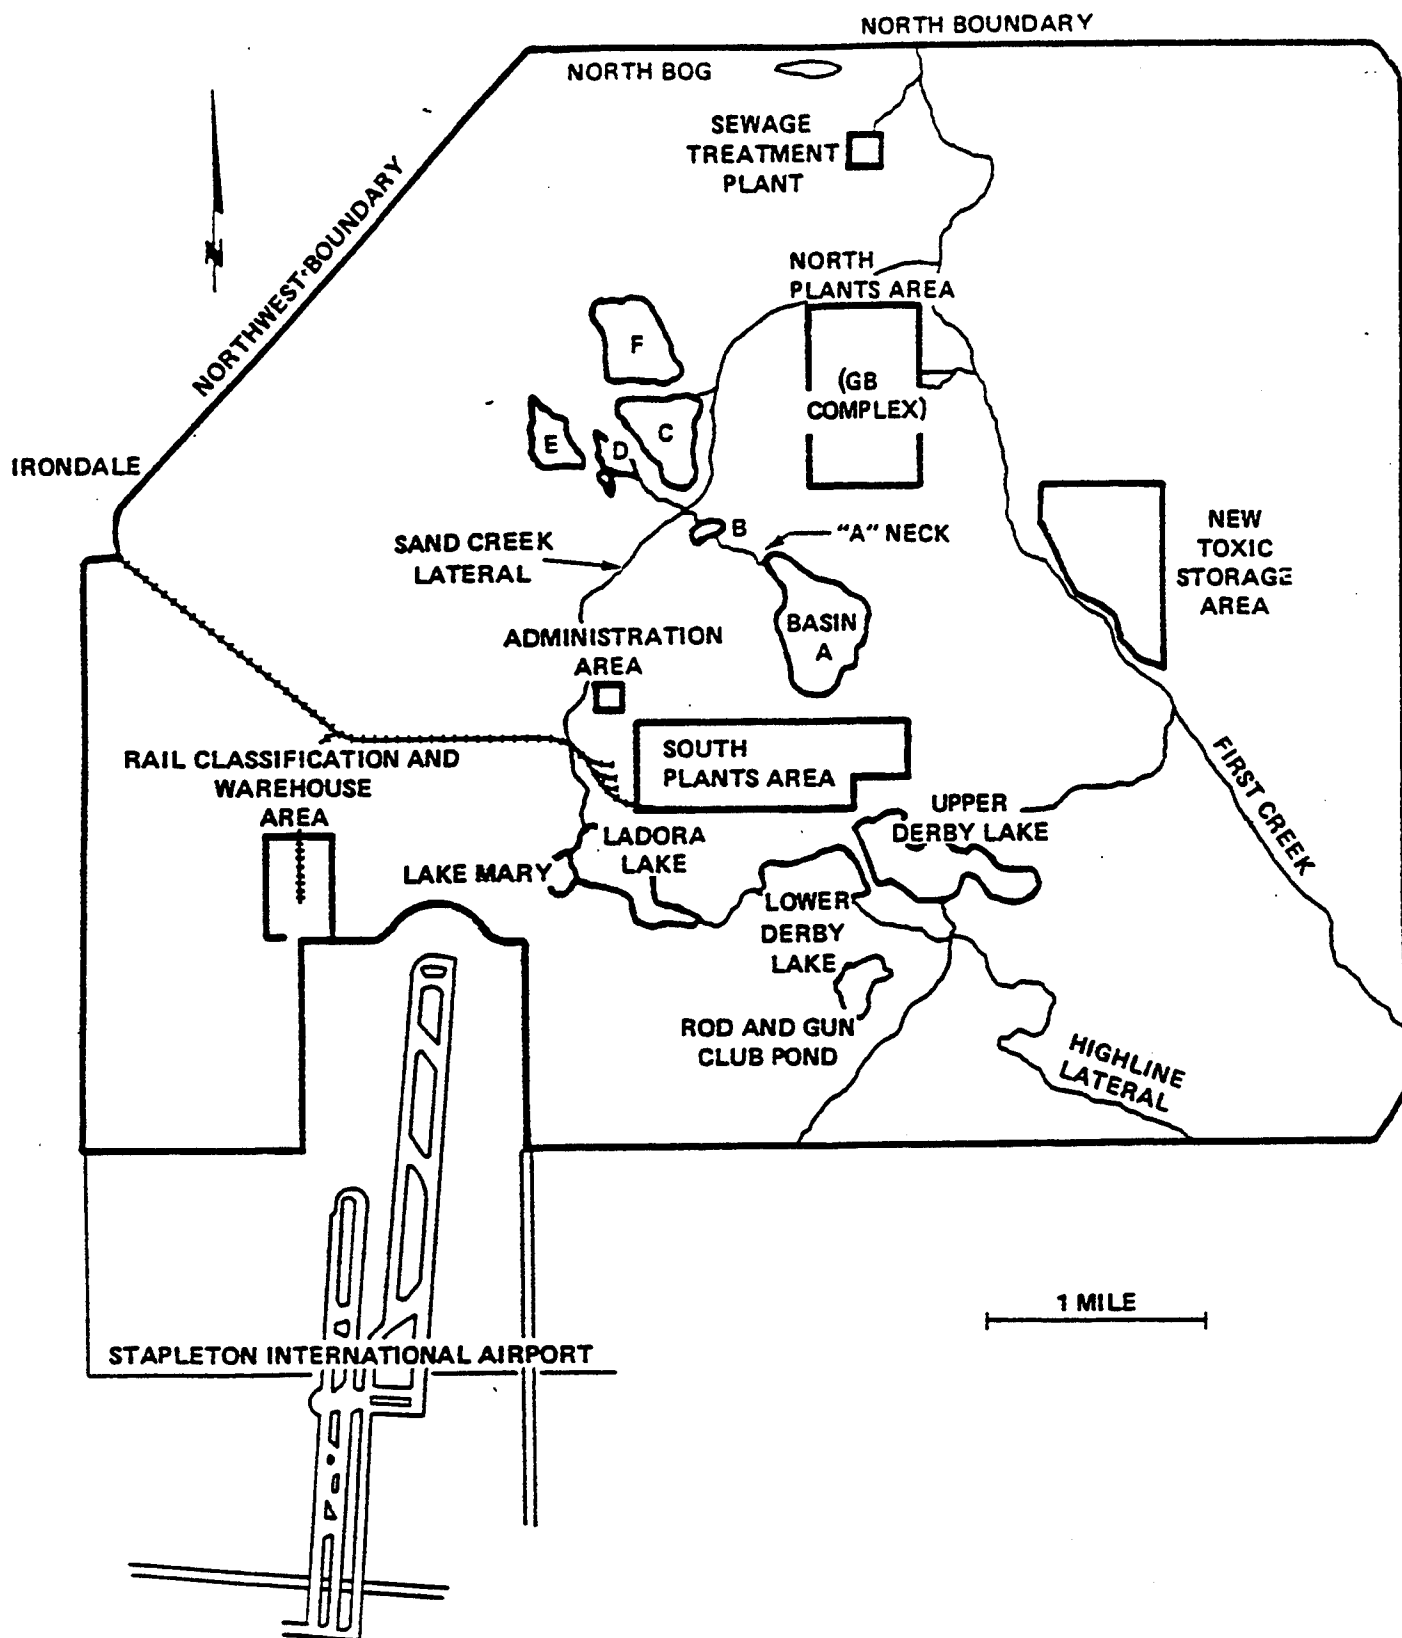 NORTH BOUNDARY
NORTH BOG
SEWAGE
TREATMENT
PLANT
N
NORTHWEST BOUNDARY
NORTH
PLANTS AREA
(GB
COMPLEX)
F
E
D
C
IRONDALE
B
"A" NECK
SAND CREEK
LATERAL
NEW
TOXIC
STORAGE
AREA
BASIN
A
ADMINISTRATION
AREA
SOUTH
PLANTS AREA
RAIL CLASSIFICATION AND
WAREHOUSE
AREA
FIRST CREEK
UPPER
DERBY LAKE
LADORA
LAKE
LAKE MARY
LOWER
DERBY
LAKE
ROD AND GUN
CLUB POND
HIGHLINE
LATERAL
1 MILE
STAPLETON INTERNATIONAL AIRPORT